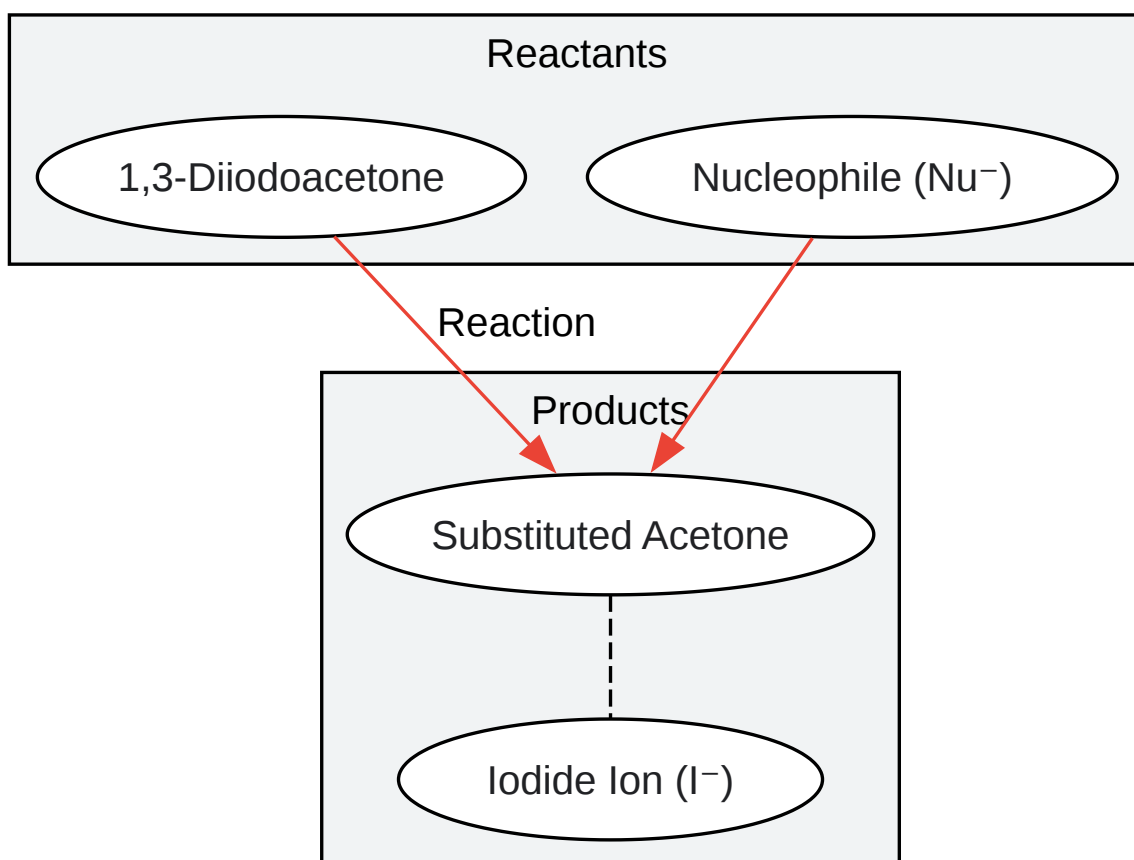 Reactants
1,3-Diiodoacetone
Nucleophile (Nu⁻)
Reaction
Products
Substituted Acetone
Iodide Ion (I⁻)